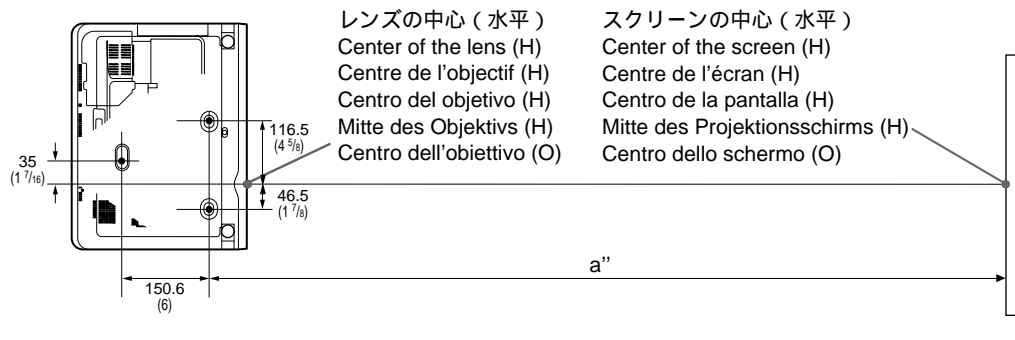 レンズの中心（水平）
Center of the lens (H)
Centre de l’objectif (H)
Centro del objetivo (H)
Mitte des Objektivs (H)
Centro dell’obiettivo (O)
スクリーンの中心（水平）
Center of the screen (H)
Centre de l’écran (H)
Centro de la pantalla (H)
Mitte des Projektionsschirms (H)
Centro dello schermo (O)
116.5
(4 5/8)
35
(1 7/16)
46.5
(1 7/8)
a’’
150.6
(6)